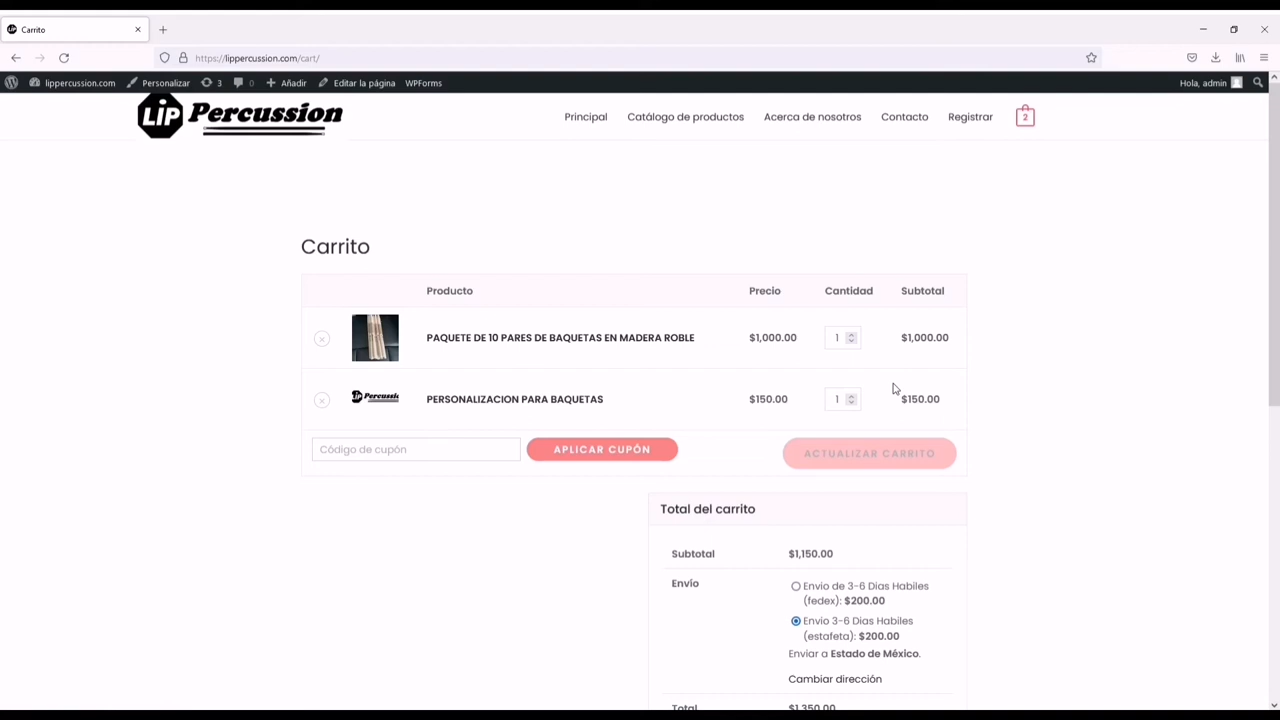 Carrito
https://lippercussion.com/cart/
lippercussion.com Personalizar 3 0 Añadir Editar la página WPForms Hola, admin
LiP Percussion
Principal Catálogo de productos Acerca de nosotros Contacto Registrar 2
Carrito
Producto Precio Cantidad Subtotal
PAQUETE DE 10 PARES DE BAQUETAS EN MADERA ROBLE $1,000.00 1 $1,000.00
LiP Percussic
PERSONALIZACION PARA BAQUETAS $150.00 1 $150.00
Código de cupón APLICAR CUPÓN ACTUALIZAR CARRITO
Total del carrito
Subtotal $1,150.00
Envío Envio de 3-6 Dias Habiles
(fedex): $200.00
Envio 3-6 Dias Habiles
(estafeta): $200.00
Enviar a Estado de México.
Cambiar dirección
Total $1,350.00